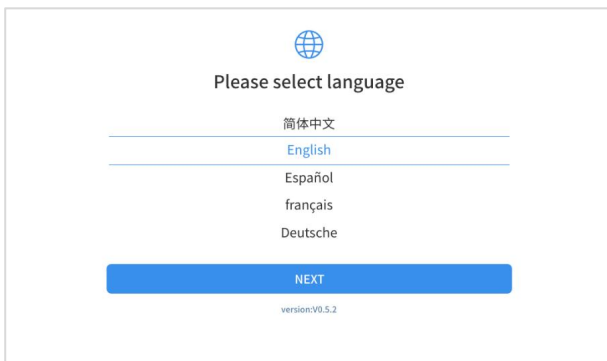 Please select language
简体中文
English
Español
français
Deutsche
NEXT
version:V0.5.2